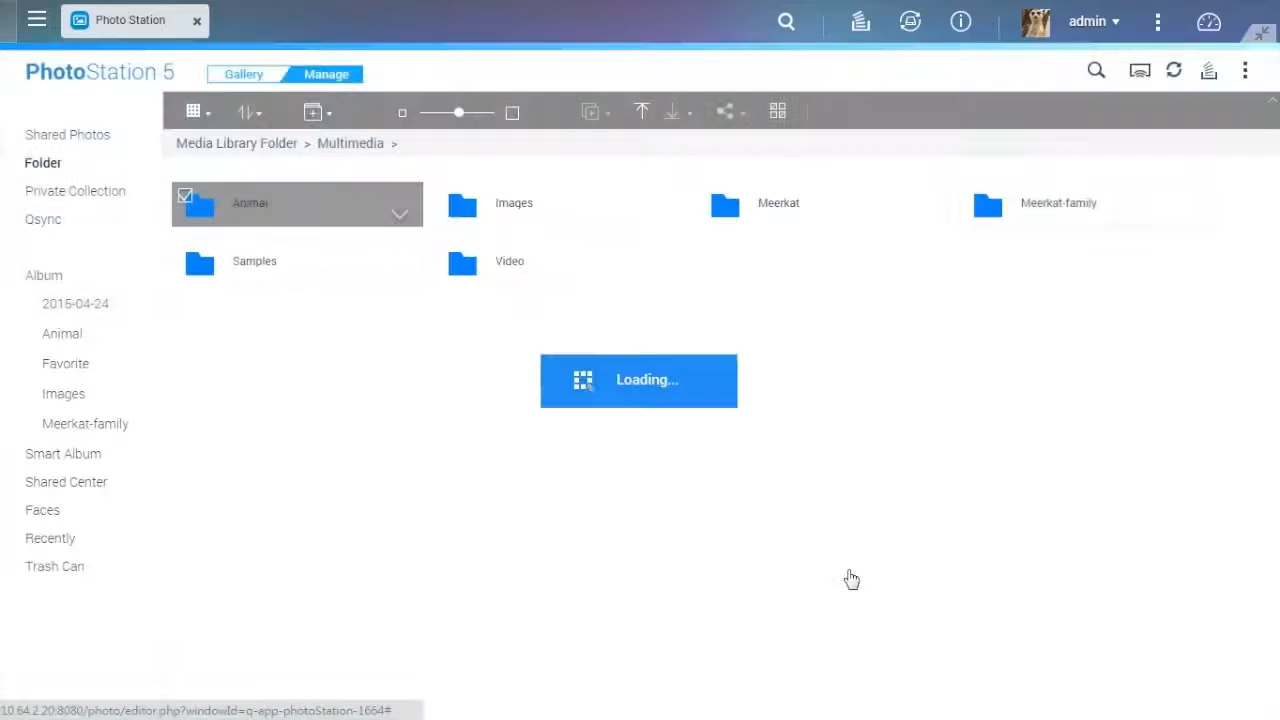 Photo Station
admin
PhotoStation 5
Gallery
Manage
Media Library Folder > Multimedia >
Shared Photos
Folder
Private Collection
Qsync
Album
2015-04-24
Animal
Favorite
Images
Meerkat-family
Smart Album
Shared Center
Faces
Recently
Trash Can
Animal
Images
Meerkat
Meerkat-family
Samples
Video
Loading...
10.64.2.20:8080/photo/editor.php?windowId=q-app-photoStation-1664#